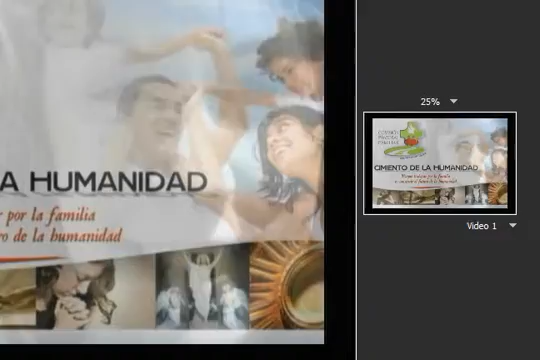 A HUMANIDAD
r por la familia
ro de la humanidad
25%
CIMIENTO DE LA HUMANIDAD
Video 1